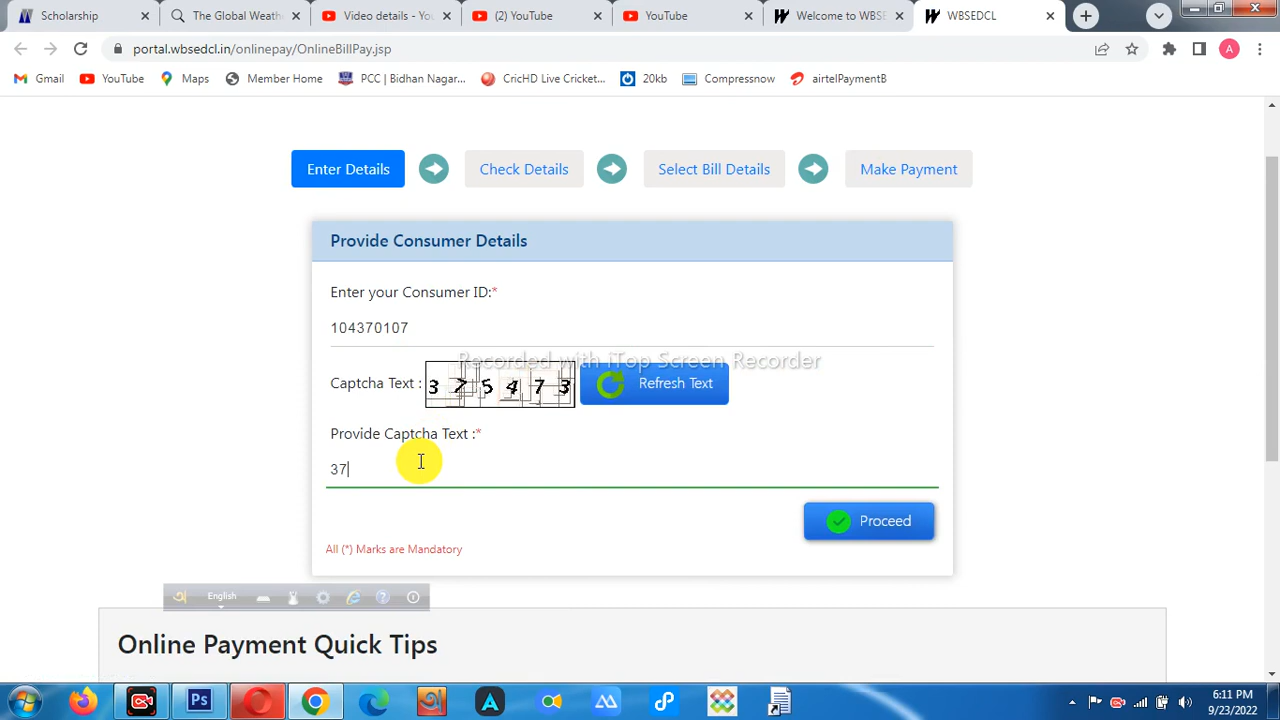 Scholarship
The Global Weath
Video details - You
(2) YouTube
YouTube
Welcome to WBSE
WBSEDCL
portal.wbsedcl.in/onlinepay/OnlineBillPay.jsp
A
Gmail
YouTube
Maps
Member Home
PCC | Bidhan Nagar...
CricHD Live Cricket...
20kb
Compressnow
airtelPaymentB
Enter Details
Check Details
Select Bill Details
Make Payment
Provide Consumer Details
Enter your Consumer ID:*
104370107
Recorded with iTop Screen Recorder
Captcha Text :
3 7 5 4 7 3
Refresh Text
Provide Captcha Text :*
37
Proceed
All (*) Marks are Mandatory
English
Online Payment Quick Tips
Ps
6:11 PM
9/23/2022